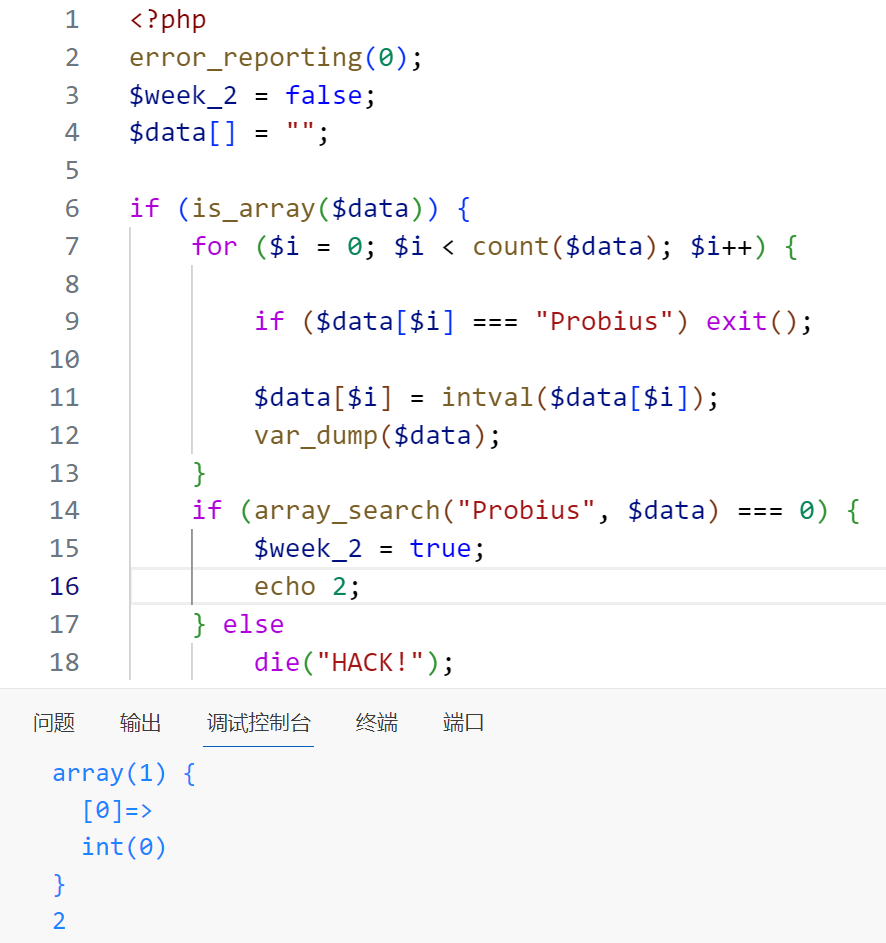 1 <?php
2 error_reporting(0);
3 $week_2 = false;
4 $data[] = "";
5
6 if (is_array($data)) {
7     for ($i = 0; $i < count($data); $i++) {
8
9         if ($data[$i] === "Probius") exit();
10
11         $data[$i] = intval($data[$i]);
12         var_dump($data);
13     }
14     if (array_search("Probius", $data) === 0) {
15         $week_2 = true;
16         echo 2;
17     } else
18         die("HACK!");
问题 输出 调试控制台 终端 端口
array(1) {
  [0]=>
  int(0)
}
2